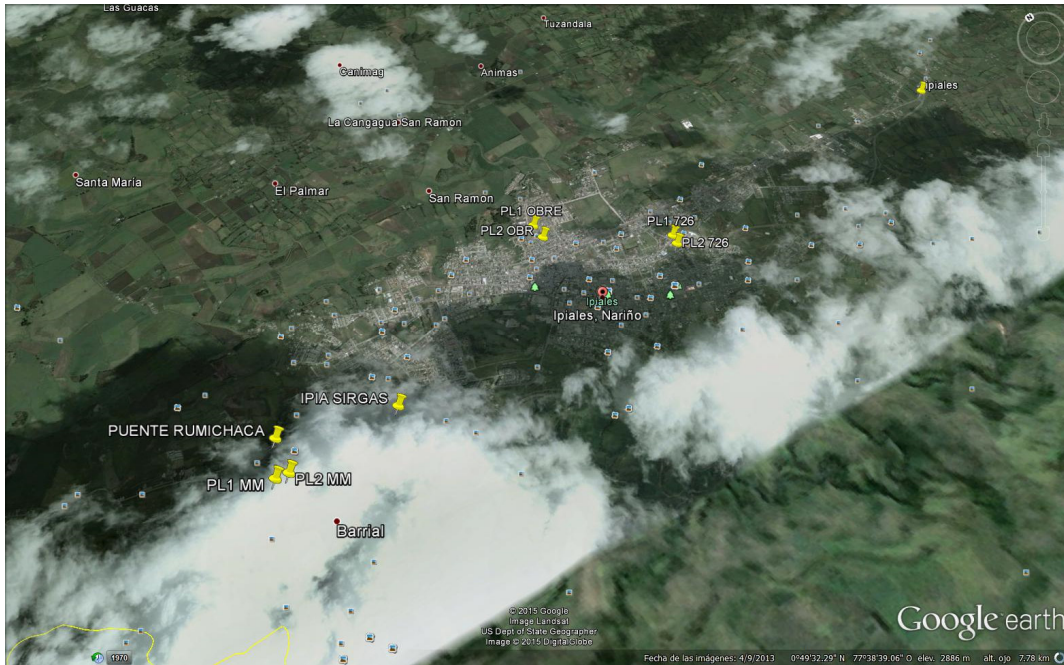 Las Guacas
Tuzandala
Canimag
Animas
Ipiales
La Cangagua San Ramon
Santa Maria
El Palmar
San Ramon
PL1 OBRE
PL2 OBR
PL1 726
PL2 726
Ipiales
Ipiales, Nariño
IPIA SIRGAS
PUENTE RUMICHACA
PL1 MM
PL2 MM
Barrial
© 2015 Google
Image Landsat
US Dept of State Geographer
Image © 2015 DigitalGlobe
Google earth
1970
Fecha de las imágenes: 4/9/2013 0°49'32.29" N 77°38'39.06" O elev. 2886 m alt. ojo 7.78 km